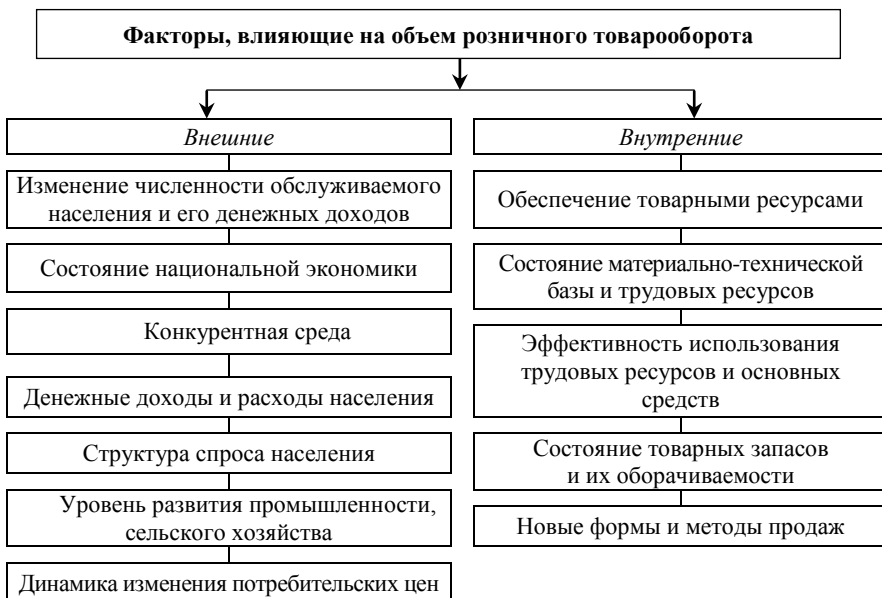 Факторы, влияющие на объем розничного товарооборота
Внешние
Изменение численности обслуживаемого
населения и его денежных доходов
Состояние национальной экономики
Конкурентная среда
Денежные доходы и расходы населения
Структура спроса населения
Уровень развития промышленности,
сельского хозяйства
Динамика изменения потребительских цен
Внутренние
Обеспечение товарными ресурсами
Состояние материально-технической
базы и трудовых ресурсов
Эффективность использования
трудовых ресурсов и основных
средств
Состояние товарных запасов
и их оборачиваемости
Новые формы и методы продаж